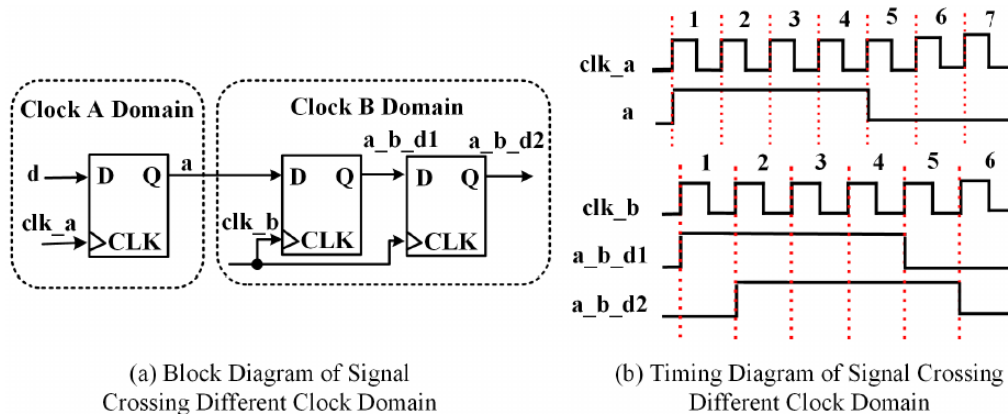 Clock A Domain
Clock B Domain
d
D Q
clk_a
CLK
a
D Q
clk_b
CLK
a_b_d1
D Q
CLK
a_b_d2
(a) Block Diagram of Signal
Crossing Different Clock Domain
1 2 3 4 5 6 7
clk_a
a
1 2 3 4 5 6
clk_b
a_b_d1
a_b_d2
(b) Timing Diagram of Signal Crossing
Different Clock Domain